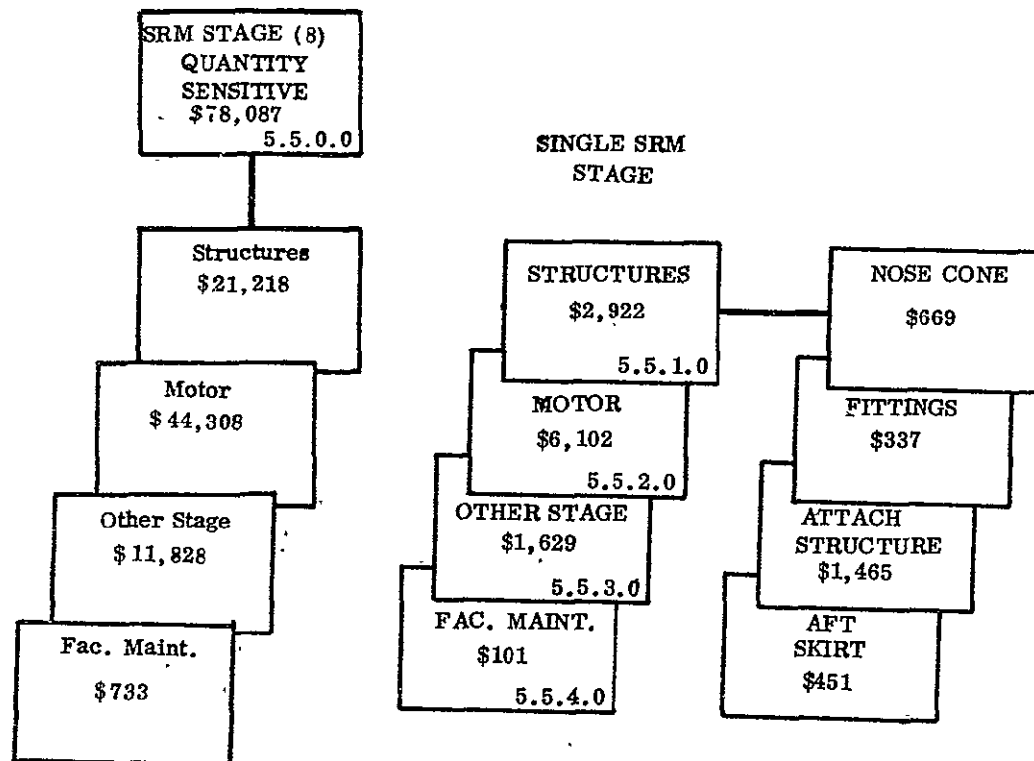 SRM STAGE (8)
QUANTITY
SENSITIVE
$78,087
5.5.0.0
Structures
$21,218
Motor
$44,308
Other Stage
$11,828
Fac. Maint.
$733
SINGLE SRM
STAGE
STRUCTURES
$2,922
5.5.1.0
MOTOR
$6,102
5.5.2.0
OTHER STAGE
$1,629
5.5.3.0
FAC. MAINT.
$101
5.5.4.0
NOSE CONE
$669
FITTINGS
$337
ATTACH
STRUCTURE
$1,465
AFT
SKIRT
$451